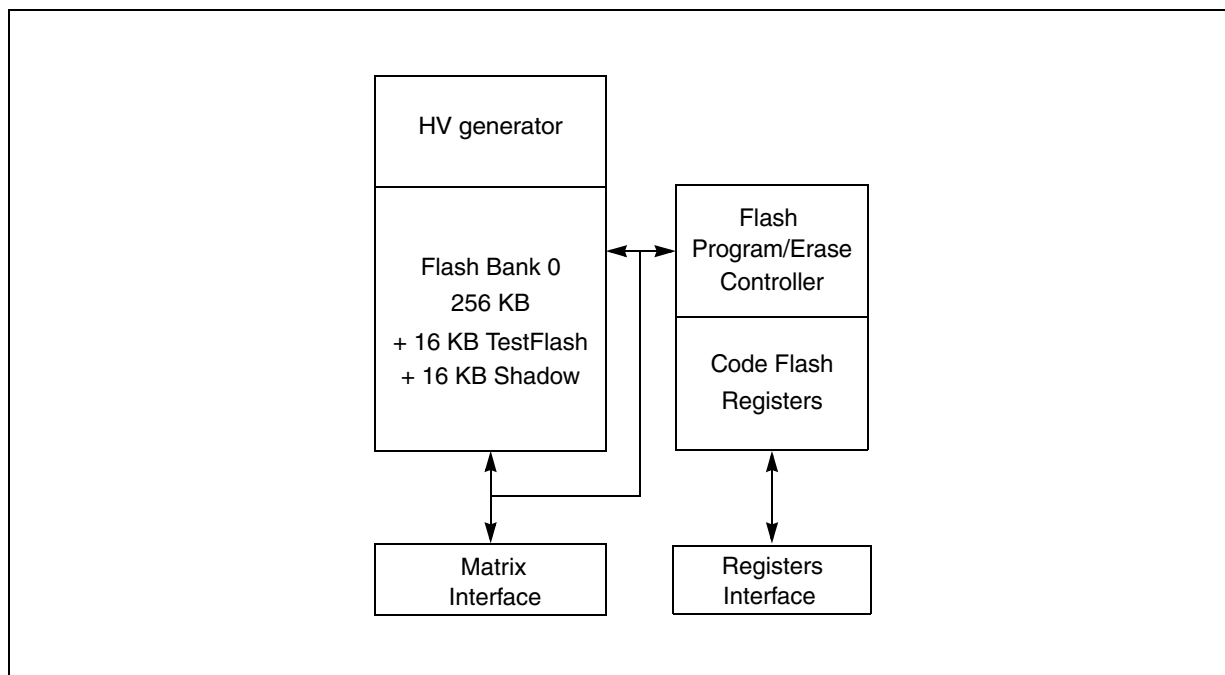 HV generator
Flash Bank 0
256 KB
+ 16 KB TestFlash
+ 16 KB Shadow
Flash
Program/Erase
Controller
Code Flash
Registers
Matrix
Interface
Registers
Interface